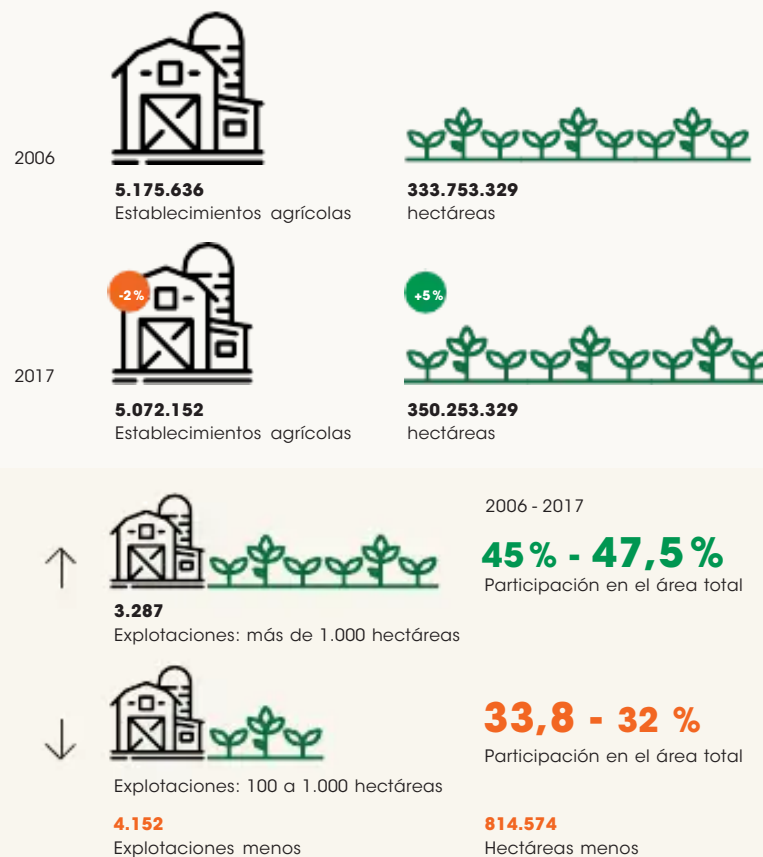 2006
5.175.636
Establecimientos agrícolas
333.753.329
hectáreas
-2%
+5%
2017
5.072.152
Establecimientos agrícolas
350.253.329
hectáreas
2006 - 2017
45% - 47,5%
Participación en el área total
3.287
Explotaciones: más de 1.000 hectáreas
33,8 - 32 %
Participación en el área total
Explotaciones: 100 a 1.000 hectáreas
4.152
Explotaciones menos
814.574
Hectáreas menos